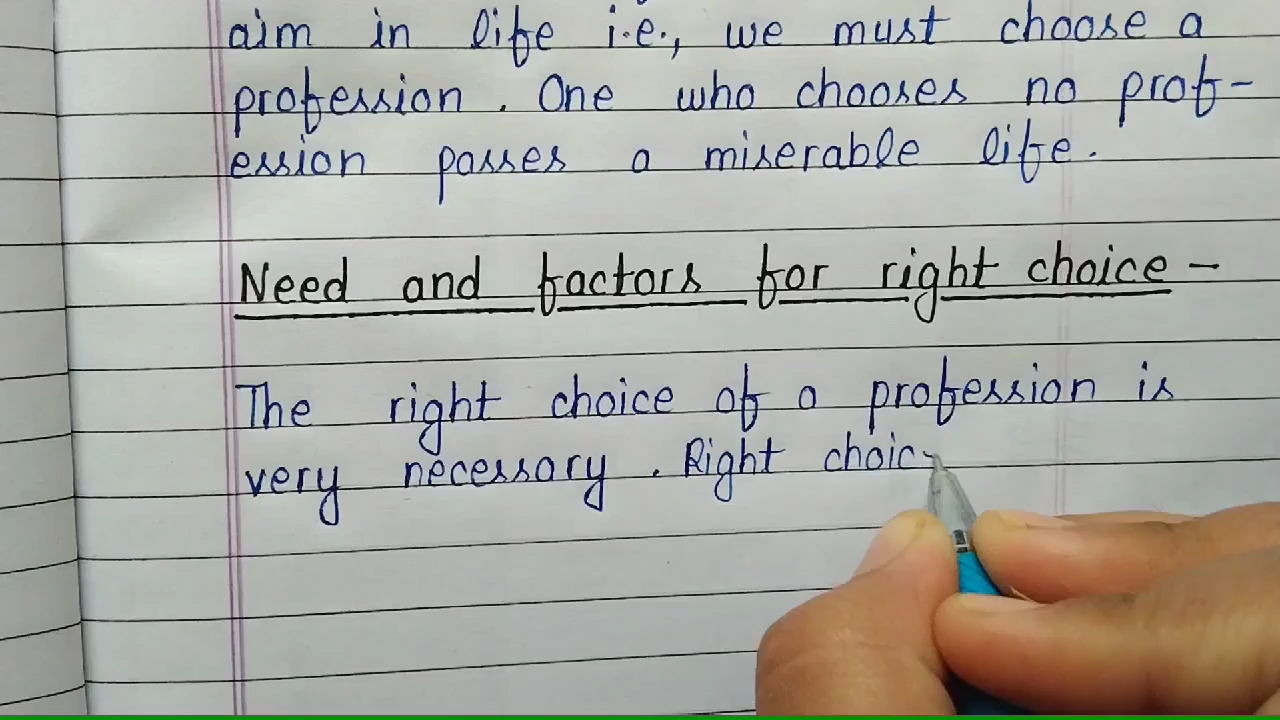 aim in life i.e., we must choose a
profession. One who chooses no prof-
ession passes a miserable life.
Need and factors for right choice -
The right choice of a profession is
very necessary. Right choic